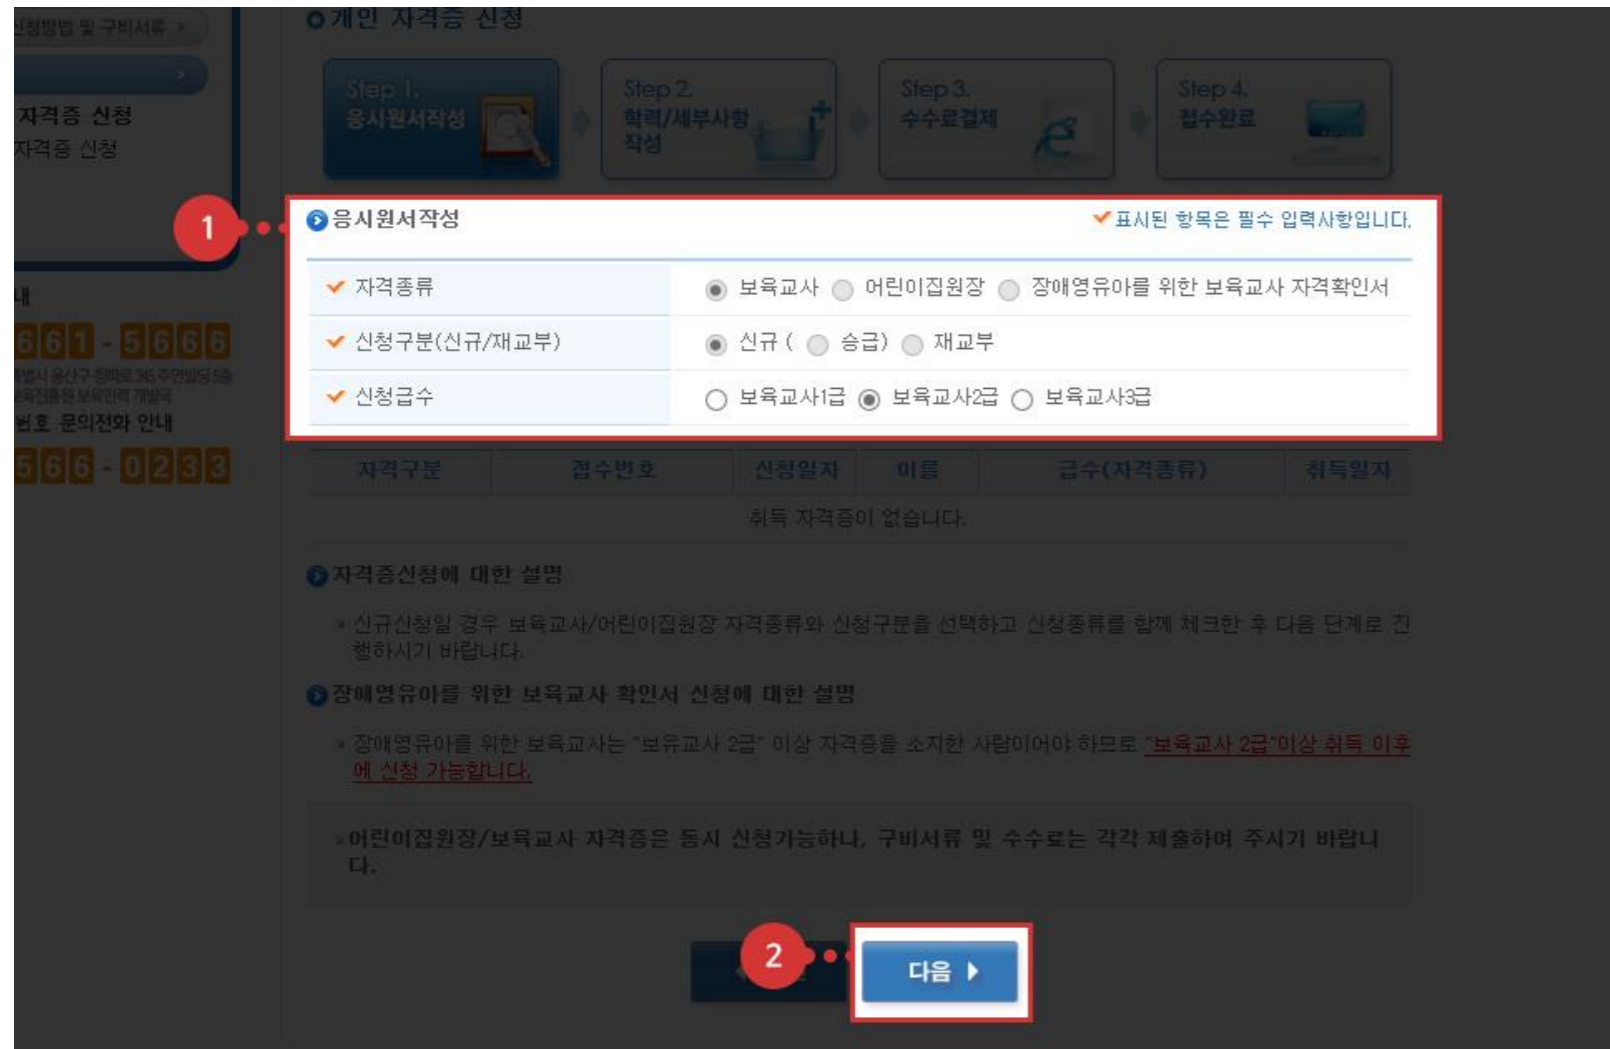 신청방법 및 구비서류 >
개인 자격증 신청
Step 1.
응시원서작성
Step 2.
학력/세부사항
작성
Step 3.
수수료결제
Step 4.
접수완료
자격증 신청
자격증 신청
1
응시원서작성
표시된 항목은 필수 입력사항입니다.
자격종류
보육교사 어린이집원장 장애영유아를 위한 보육교사 자격확인서
신청구분(신규/재교부)
신규 ( 승급) 재교부
신청급수
보육교사1급 보육교사2급 보육교사3급
내
661-5666
번호 문의전화 안내
566-0233
자격구분 접수번호 신청일자 이름 급수(자격종류) 취득일자
취득 자격증이 없습니다.
자격증신청에 대한 설명
신규신청일 경우 보육교사/어린이집원장 자격종류와 신청구분을 선택하고 신청종류를 함께 체크한 후 다음 단계로 진
행하시기 바랍니다.
장애영유아를 위한 보육교사 확인서 신청에 대한 설명
장애영유아를 위한 보육교사는 "보유교사 2급" 이상 자격증을 소지한 사람이어야 하므로 "보육교사 2급"이상 취득 이후
에 신청 가능합니다.
어린이집원장/보육교사 자격증은 동시 신청가능하나, 구비서류 및 수수료는 각각 제출하여 주시기 바랍니
다.
2
다음